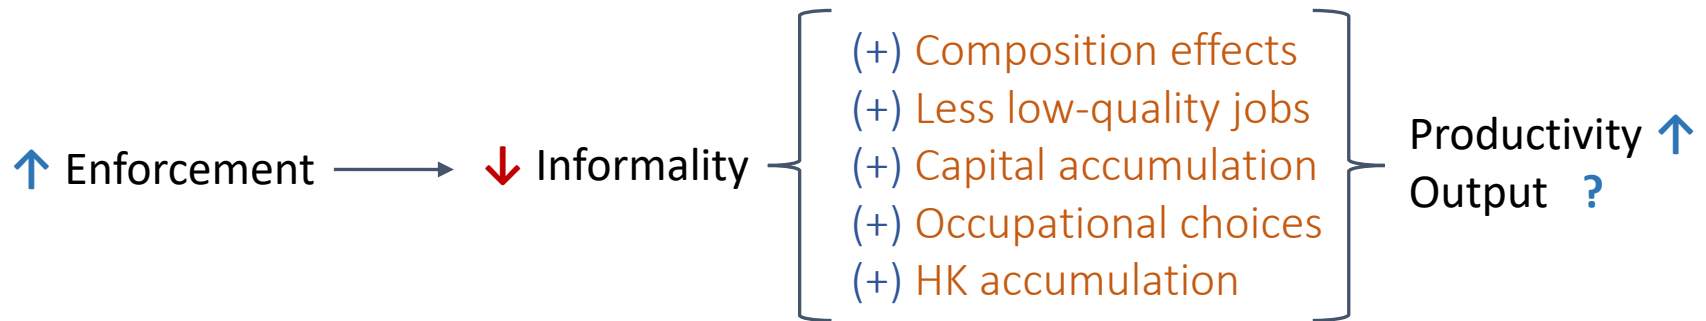 ↑ Enforcement → ↓ Informality
(+) Composition effects
(+) Less low-quality jobs
(+) Capital accumulation
(+) Occupational choices
(+) HK accumulation
Productivity ↑
Output ?